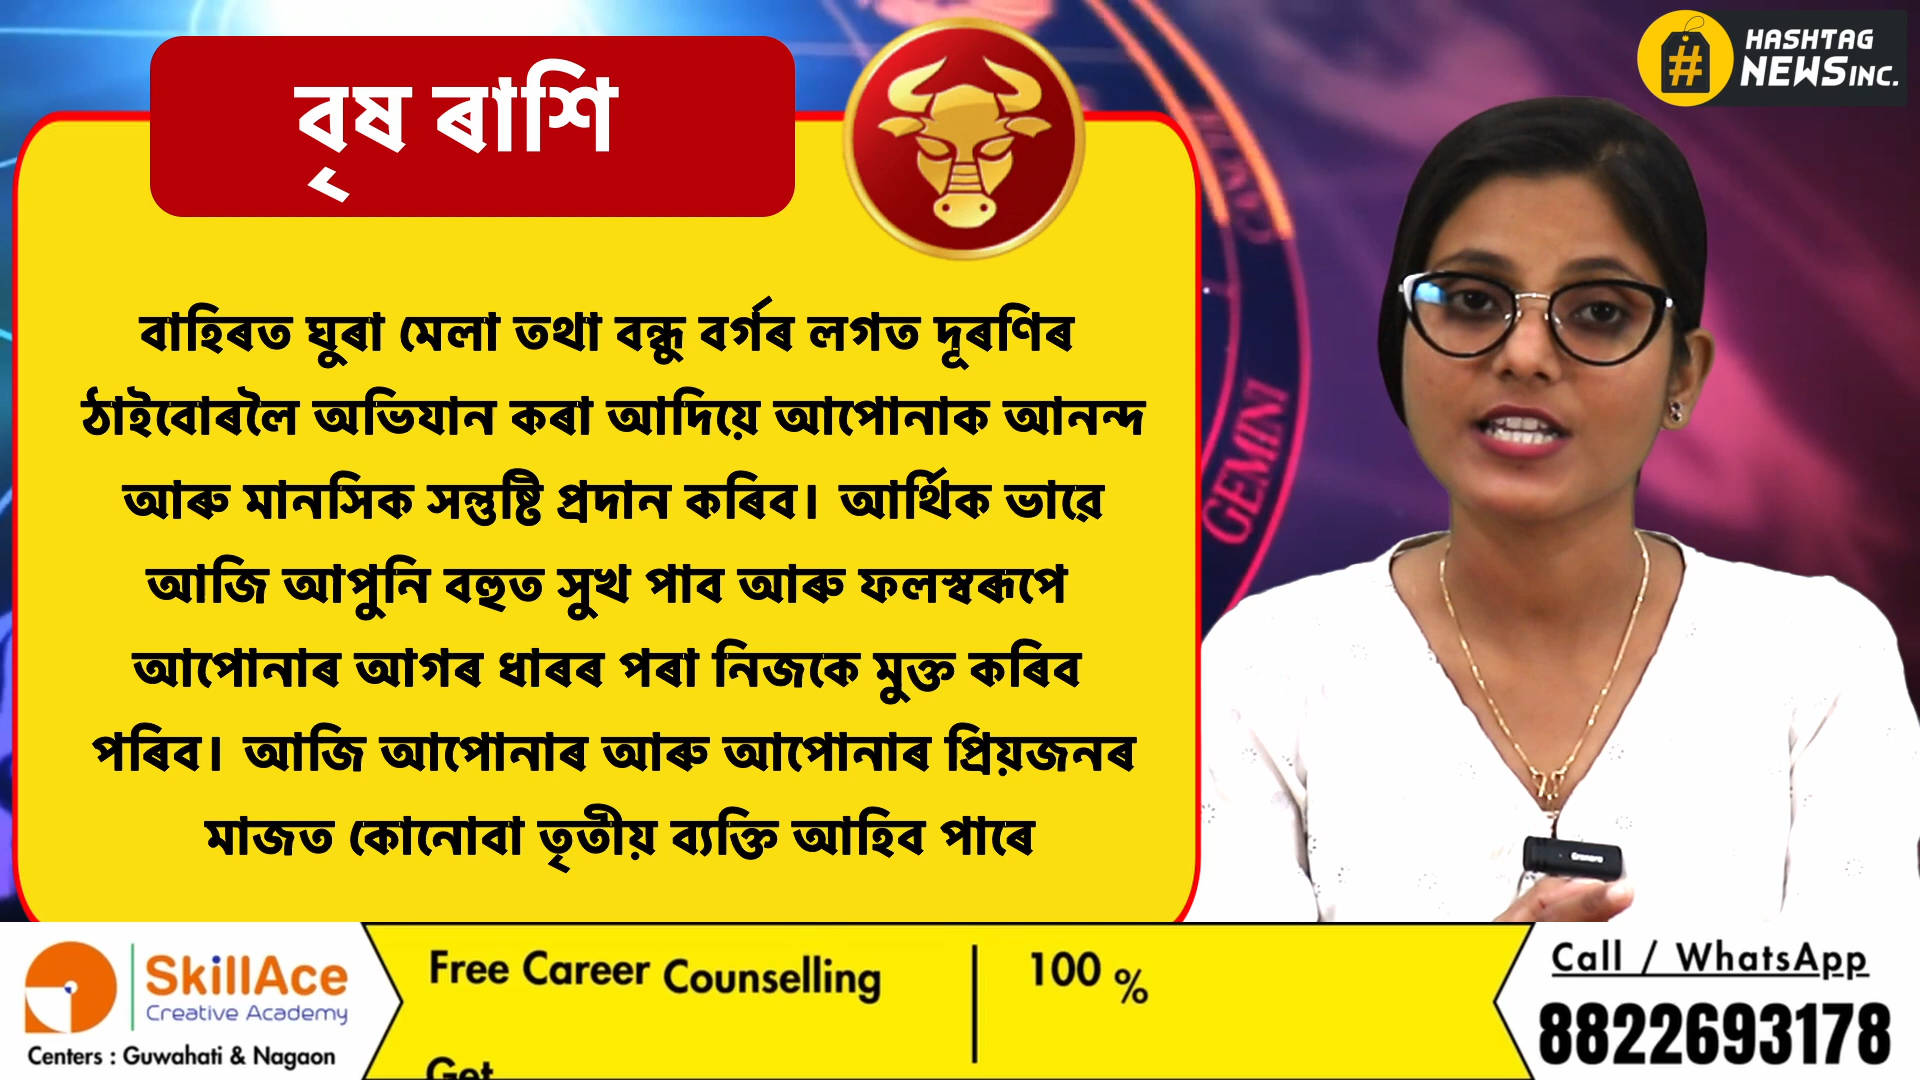 বৃষ ৰাশি
HASHTAG
NEWS INC.
বাহিৰত ঘুৰা মেলা তথা বন্ধু বৰ্গৰ লগত দূৰণিৰ
ঠাইবোৰলৈ অভিযান কৰা আদিয়ে আপোনাক আনন্দ
আৰু মানসিক সন্তুষ্টি প্ৰদান কৰিব। আৰ্থিক ভাৱে
আজি আপুনি বহুত সুখ পাব আৰু ফলস্বৰূপে
আপোনাৰ আগৰ ধাৰৰ পৰা নিজকে মুক্ত কৰিব
পৰিব। আজি আপোনাৰ আৰু আপোনাৰ প্ৰিয়জনৰ
মাজত কোনোবা তৃতীয় ব্যক্তি আহিব পাৰে
GEMINI
SkillAce
Creative Academy
Centers : Guwahati & Nagaon
Free Career Counselling
100 %
Get
Call / WhatsApp
8822693178